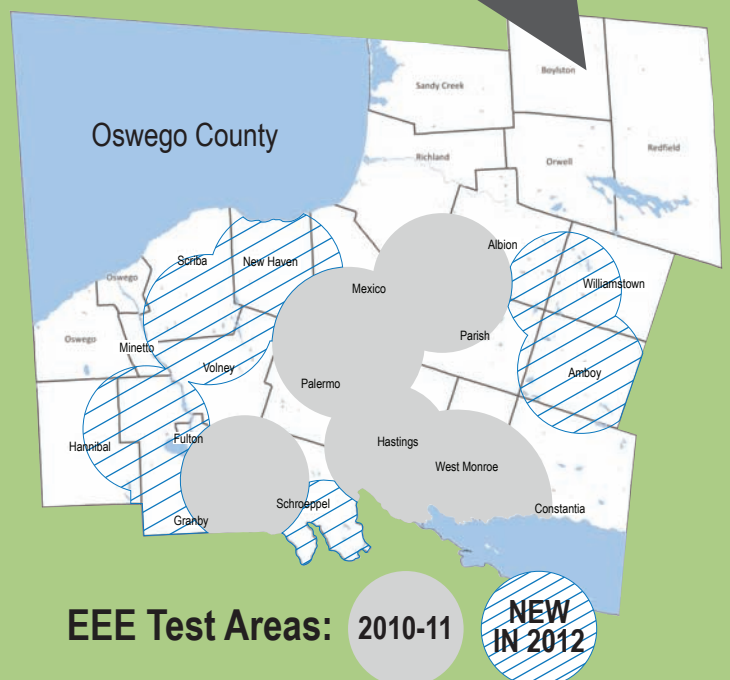 Boylston
Sandy Creek
Oswego County
Redfield
Richland
Orwell
Albion
Scriba
New Haven
Oswego
Williamstown
Mexico
Oswego
Parish
Minetto
Volney
Amboy
Palermo
Fulton
Hastings
Hannibal
West Monroe
Schroeppel
Constantia
Granby
EEE Test Areas:
2010-11
NEW
IN 2012